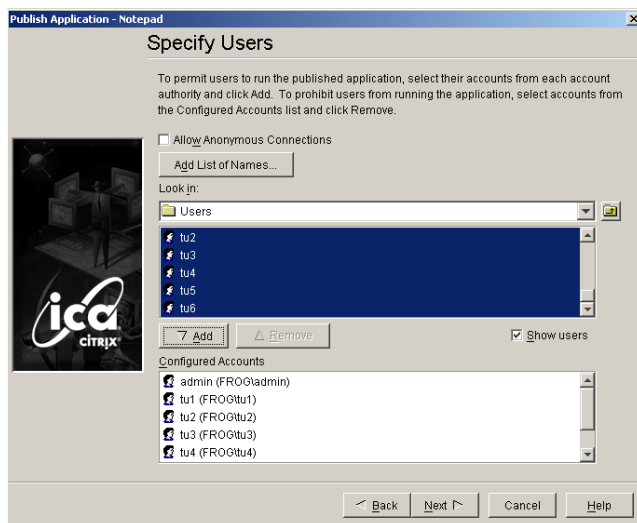 Publish Application - Notepad
Specify Users
To permit users to run the published application, select their accounts from each account
authority and click Add. To prohibit users from running the application, select accounts from
the Configured Accounts list and click Remove.
Allow Anonymous Connections
Add List of Names...
Look in:
Users
tu2
tu3
tu4
tu5
tu6
Add
Remove
Show users
ica
CITRIX
Configured Accounts
admin (FROG\admin)
tu1 (FROG\tu1)
tu2 (FROG\tu2)
tu3 (FROG\tu3)
tu4 (FROG\tu4)
Back
Next
Cancel
Help